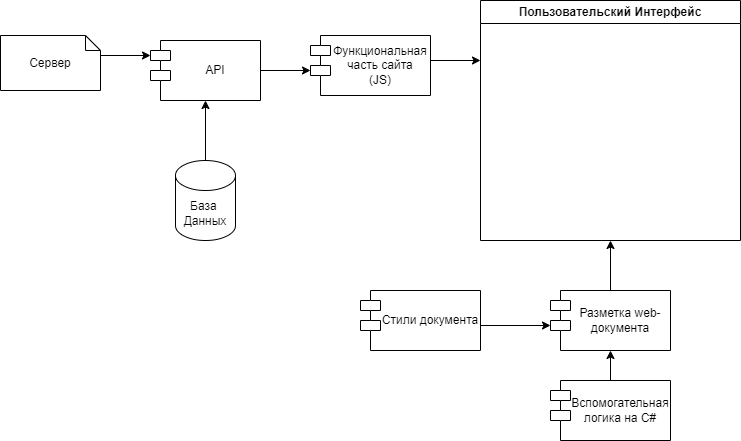 Пользовательский Интерфейс
Сервер
API
Функциональная
часть сайта
(JS)
База
Данных
Стили документа
Разметка web-
документа
Вспомогательная
логика на C#